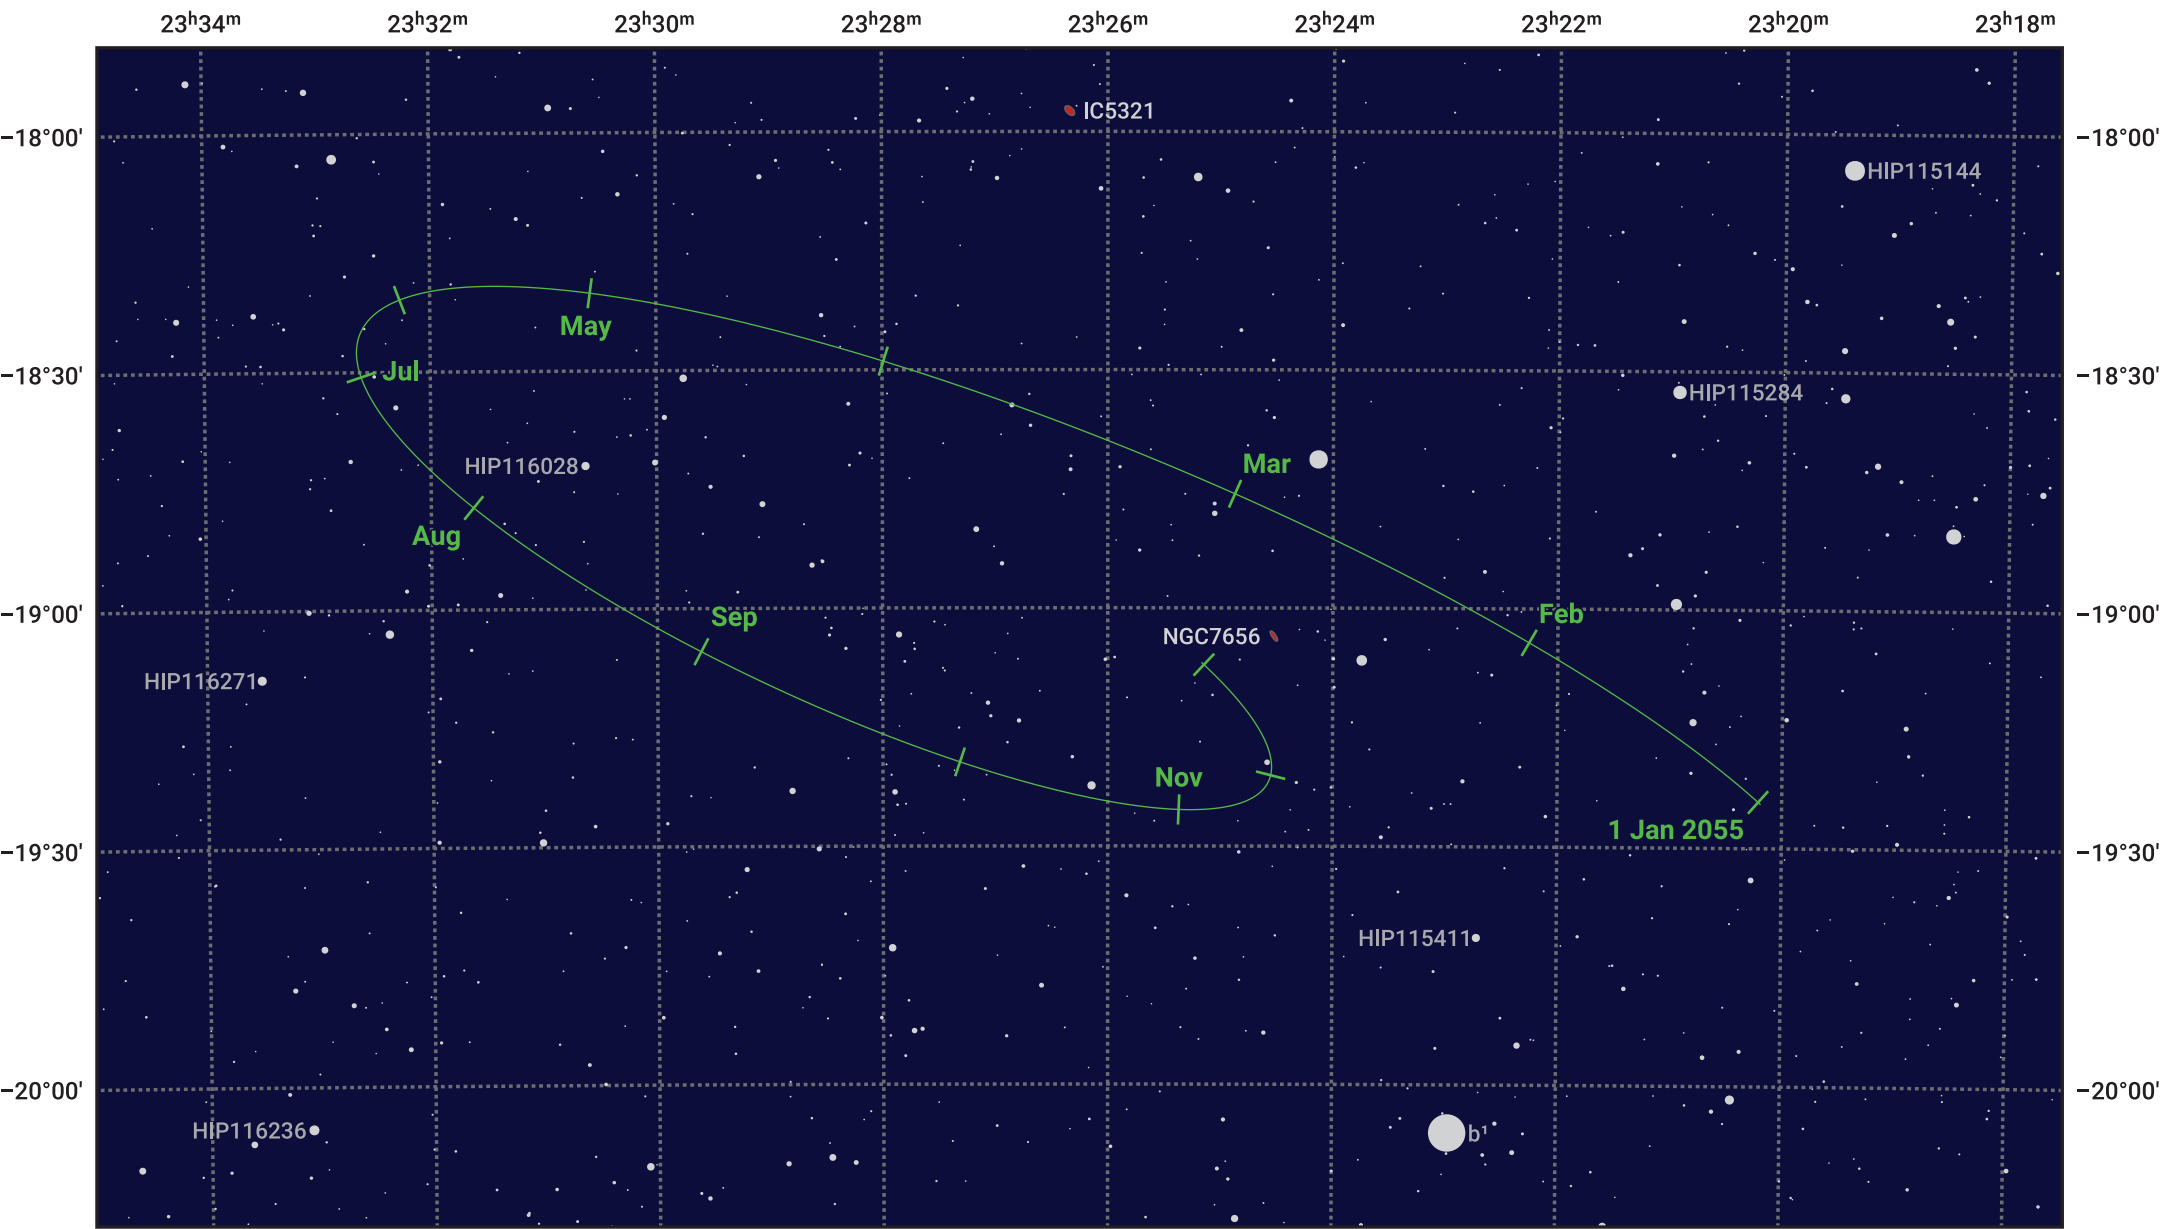 23ʰ34ᵐ 23ʰ32ᵐ 23ʰ30ᵐ 23ʰ28ᵐ 23ʰ26ᵐ 23ʰ24ᵐ 23ʰ22ᵐ 23ʰ20ᵐ 23ʰ18ᵐ
IC5321
−18°00' −18°00'
HIP115144
May
−18°30' Jul −18°30'
HIP115284
HIP116028 Mar
Aug
−19°00' Sep Feb −19°00'
NGC7656
HIP116271
Nov
1 Jan 2055
−19°30' −19°30'
HIP115411
−20°00' −20°00'
HIP116236 b¹